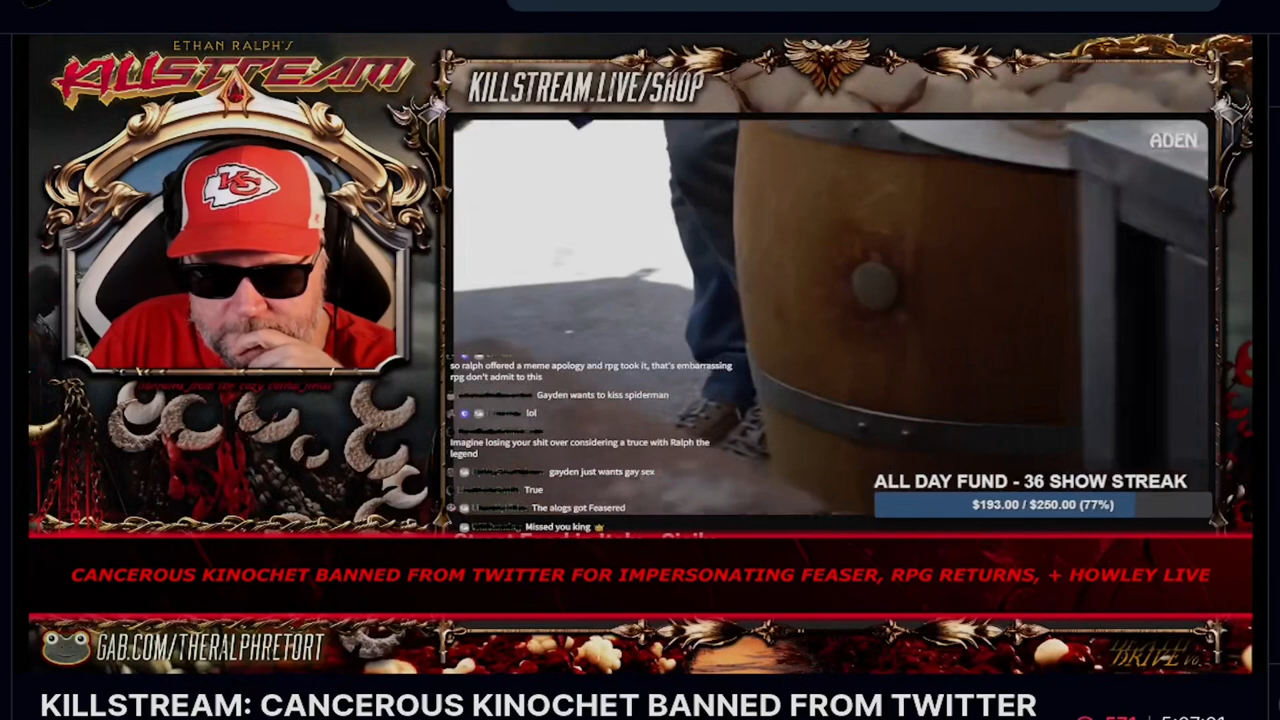 ETHAN RALPH'S
KILLSTREAM
KILLSTREAM.LIVE/SHOP
ADEN
so ralph offered a meme apology and rpg took it, that's embarrassing
rpg don't admit to this
Gayden wants to kiss spiderman
lol
Imagine losing your shit over considering a truce with Ralph the
legend
gayden just wants gay sex
True
The alogs got Feasered
Missed you king
ALL DAY FUND - 36 SHOW STREAK
$193.00 / $250.00 (77%)
CANCEROUS KINOCHET BANNED FROM TWITTER FOR IMPERSONATING FEASER, RPG RETURNS, + HOWLEY LIVE
GAB.COM/THERALPHRETORT
KILLSTREAM: CANCEROUS KINOCHET BANNED FROM TWITTER